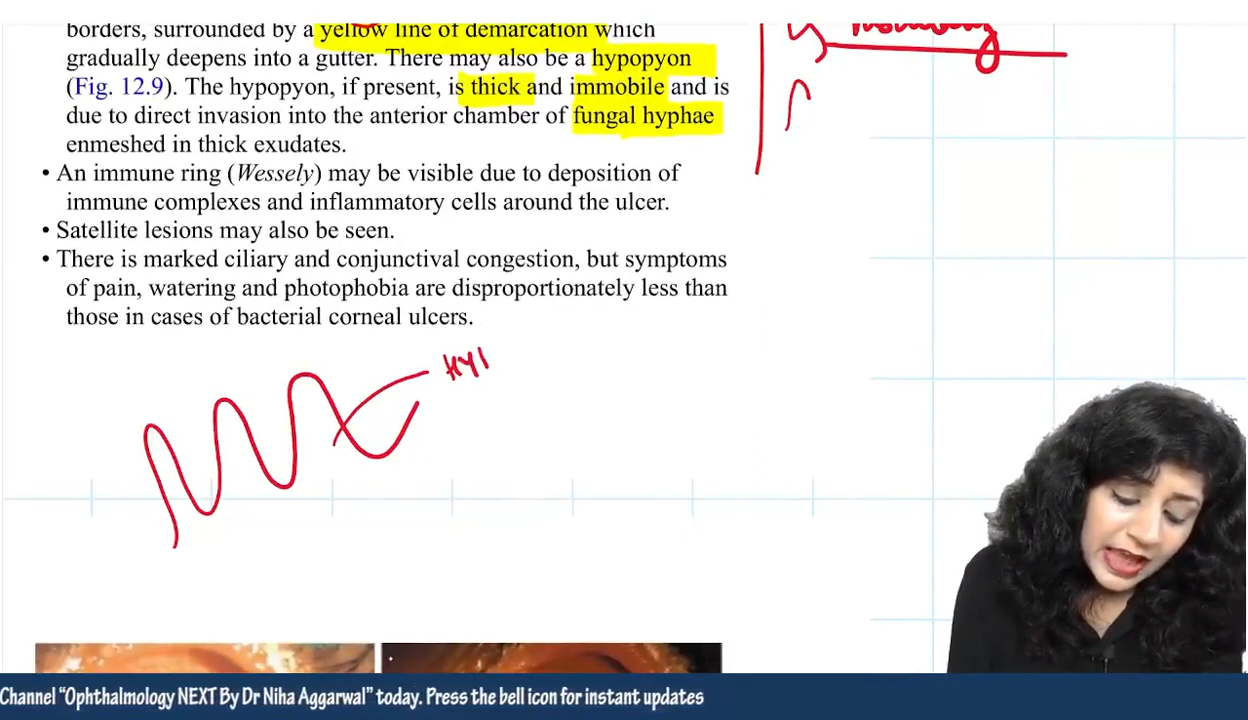 borders, surrounded by a yellow line of demarcation which
gradually deepens into a gutter. There may also be a hypopyon
(Fig. 12.9). The hypopyon, if present, is thick and immobile and is
due to direct invasion into the anterior chamber of fungal hyphae
enmeshed in thick exudates.
• An immune ring (Wessely) may be visible due to deposition of
immune complexes and inflammatory cells around the ulcer.
• Satellite lesions may also be seen.
• There is marked ciliary and conjunctival congestion, but symptoms
of pain, watering and photophobia are disproportionately less than
those in cases of bacterial corneal ulcers.
HYI
Channel “Ophthalmology NEXT By Dr Niha Aggarwal” today. Press the bell icon for instant updates